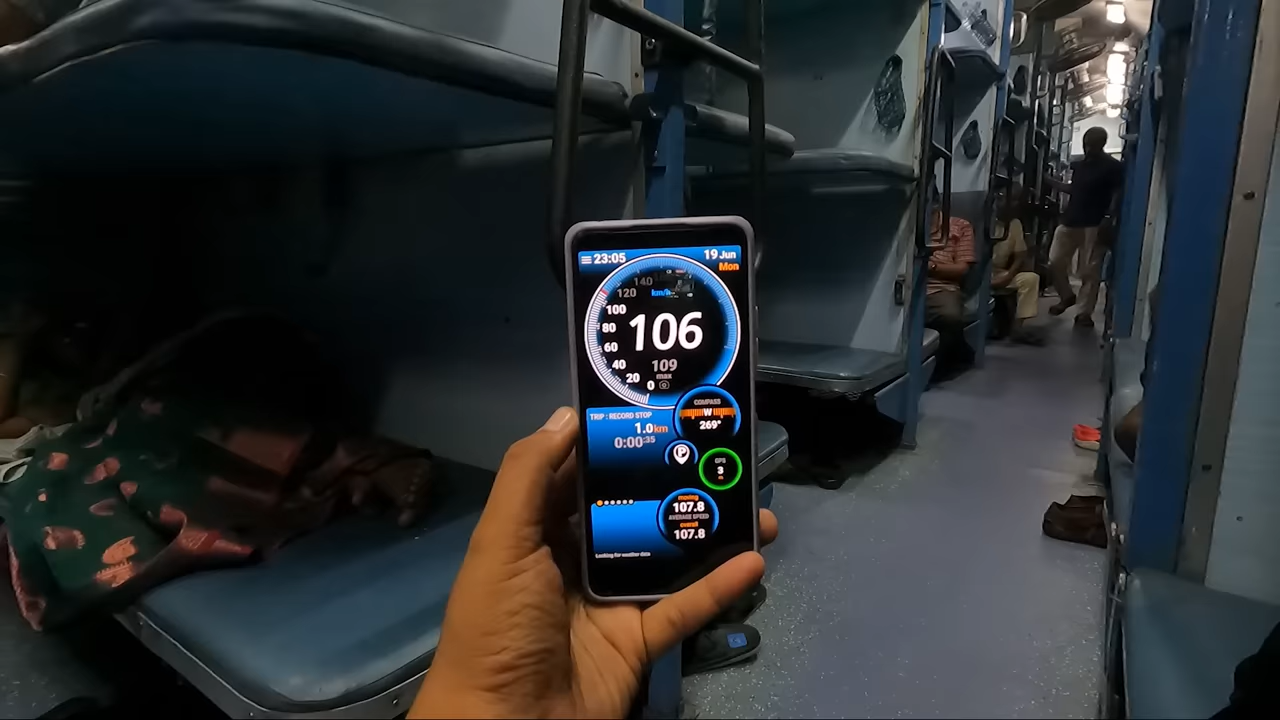 23:05
19 Jun
Mon
140
km/h
120
100
106
80
60
109
40
max
20
0
COMPASS
TRIP : RECORD STOP
W
1.0km
269°
0:00:35
P
GPS
3
m
moving
107.8
AVERAGE SPEED
overall
107.8
Looking for weather data